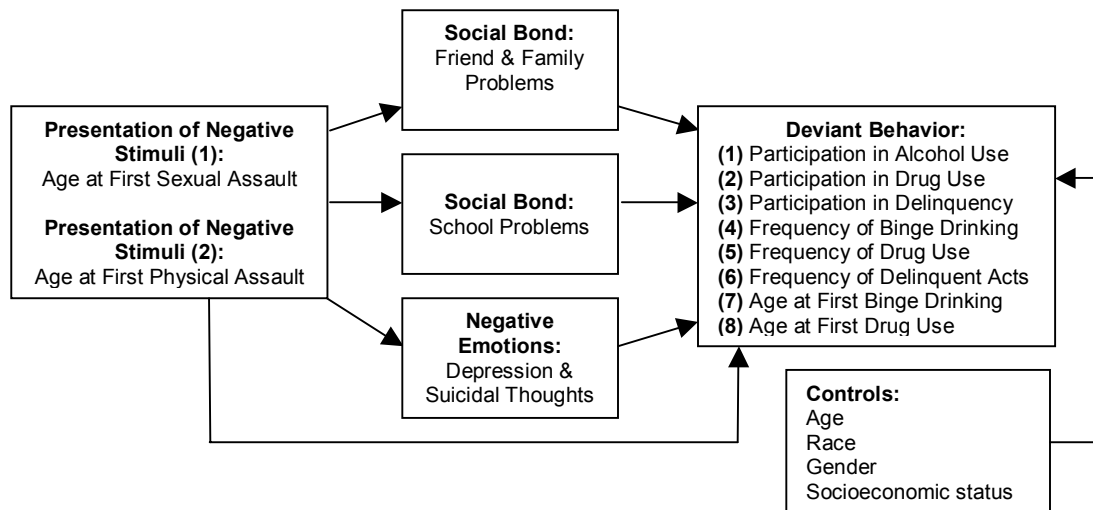 Presentation of Negative
Stimuli (1):
Age at First Sexual Assault
Presentation of Negative
Stimuli (2):
Age at First Physical Assault
Social Bond:
Friend & Family
Problems
Social Bond:
School Problems
Negative
Emotions:
Depression &
Suicidal Thoughts
Deviant Behavior:
(1) Participation in Alcohol Use
(2) Participation in Drug Use
(3) Participation in Delinquency
(4) Frequency of Binge Drinking
(5) Frequency of Drug Use
(6) Frequency of Delinquent Acts
(7) Age at First Binge Drinking
(8) Age at First Drug Use
Controls:
Age
Race
Gender
Socioeconomic status